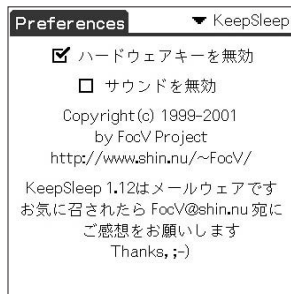 Preferences
KeepSleep
ハードウェアキーを無効
サウンドを無効
Copyright(c) 1999-2001
by FocV Project
http://www.shin.nu/~FocV/
KeepSleep 1.12はメールウェアです
お気に召されたら FocV@shin.nu 宛に
ご感想をお願いします
Thanks, ;-)